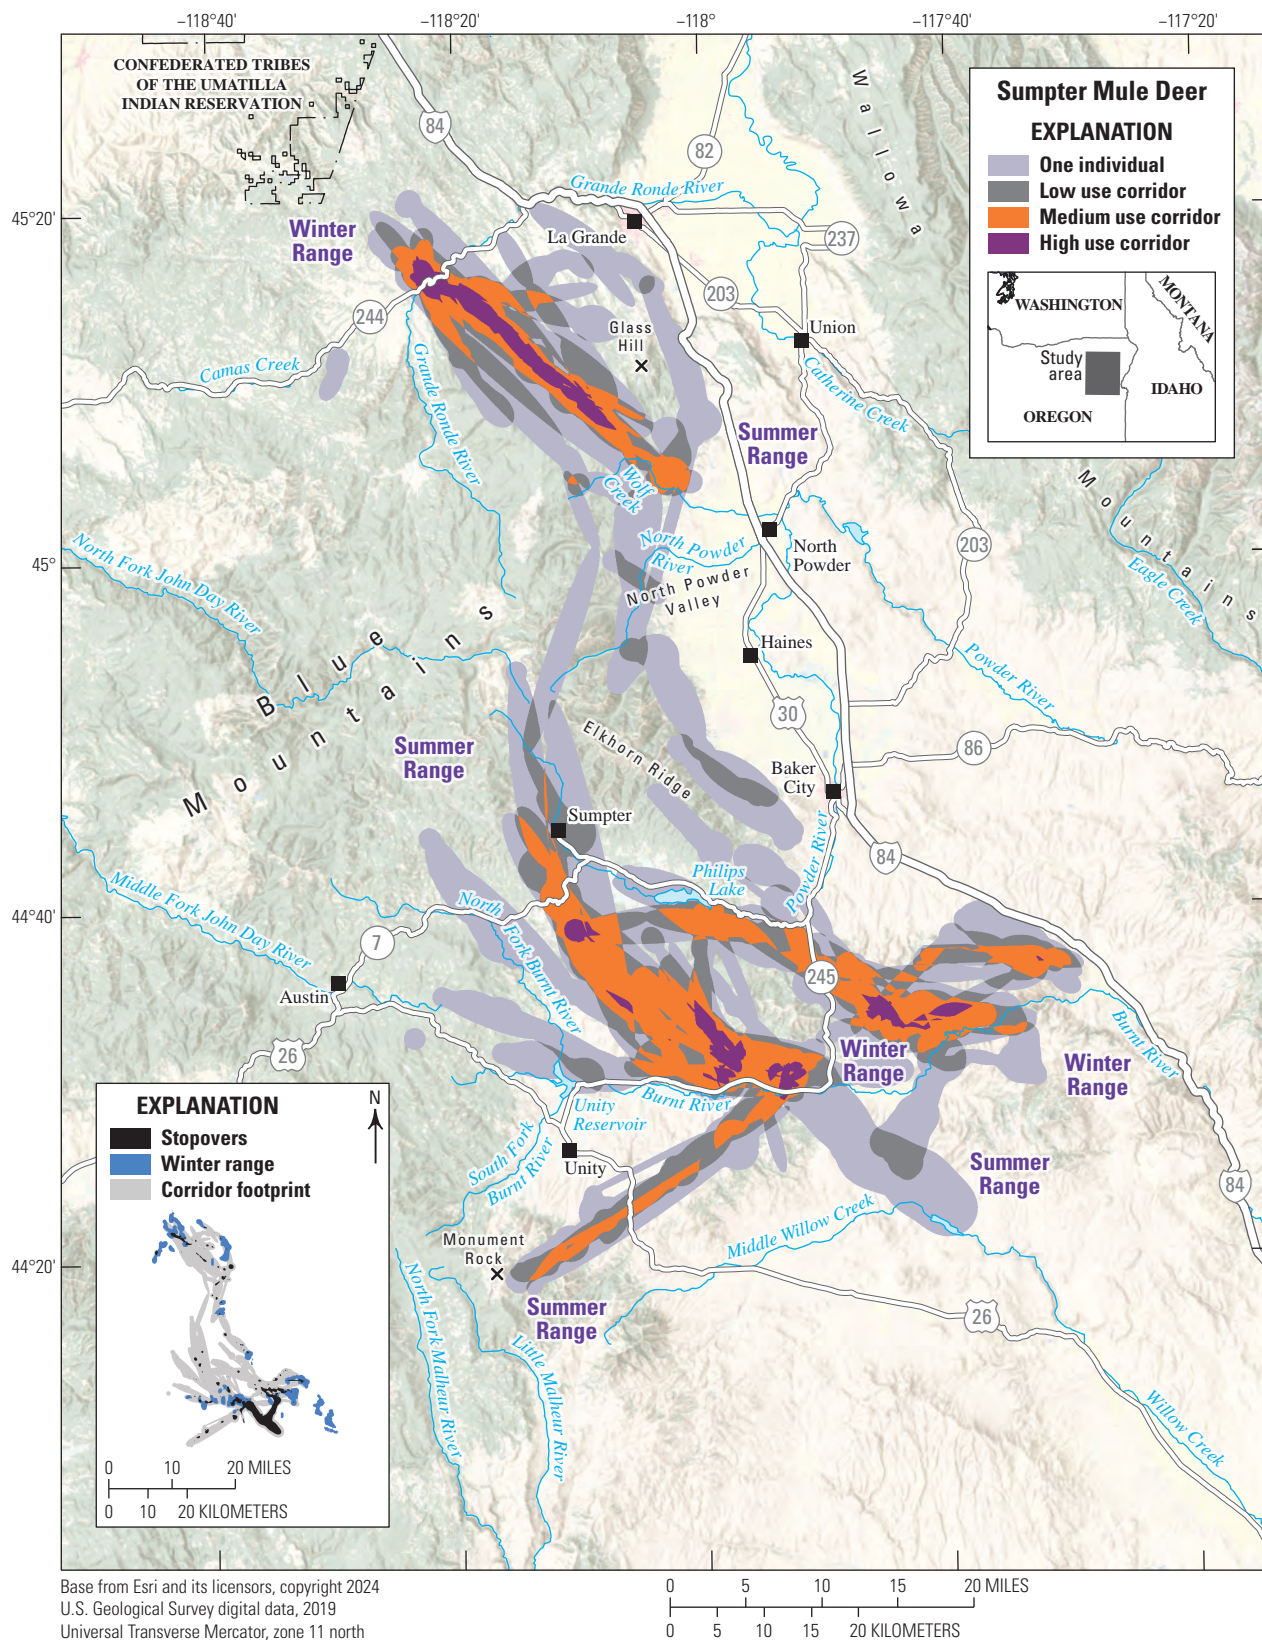 −118°40'
−118°20'
−118°
−117°40'
−117°20'
CONFEDERATED TRIBES
OF THE UMATILLA
INDIAN RESERVATION
84
82
Wallowa
Sumpter Mule Deer
EXPLANATION
One individual
Low use corridor
Medium use corridor
High use corridor
WASHINGTON
MONTANA
Study
area
IDAHO
OREGON
45°20'
Winter
Range
Grande Ronde River
La Grande
237
203
244
Glass
Hill
Union
Camas Creek
Grande Ronde River
Catherine Creek
Summer
Range
Wolf
Creek
Mountains
North Powder
River
North
Powder
203
45°
North Fork John Day River
North Powder
Valley
Eagle Creek
Blue
Mountains
Haines
Powder River
30
Elkhorn Ridge
Summer
Range
86
Baker
City
Sumpter
Powder River
84
Philips
Lake
Middle Fork John Day River
North
Fork Burnt River
44°40'
7
245
Austin
Burnt River
26
Winter
Range
Winter
Range
Burnt River
Unity
Reservoir
South Fork
Burnt River
Unity
Summer
Range
84
Middle Willow Creek
Monument
Rock
44°20'
Summer
Range
26
North Fork Malheur River
Little Malheur River
Willow Creek
EXPLANATION
N
Stopovers
Winter range
Corridor footprint
0 10 20 MILES
0 10 20 KILOMETERS
Base from Esri and its licensors, copyright 2024
U.S. Geological Survey digital data, 2019
Universal Transverse Mercator, zone 11 north
0 5 10 15 20 MILES
0 5 10 15 20 KILOMETERS